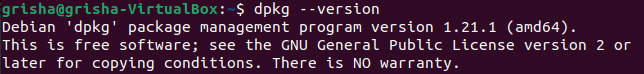 grisha@grisha-VirtualBox:~$ dpkg --version
Debian 'dpkg' package management program version 1.21.1 (amd64).
This is free software; see the GNU General Public License version 2 or
later for copying conditions. There is NO warranty.